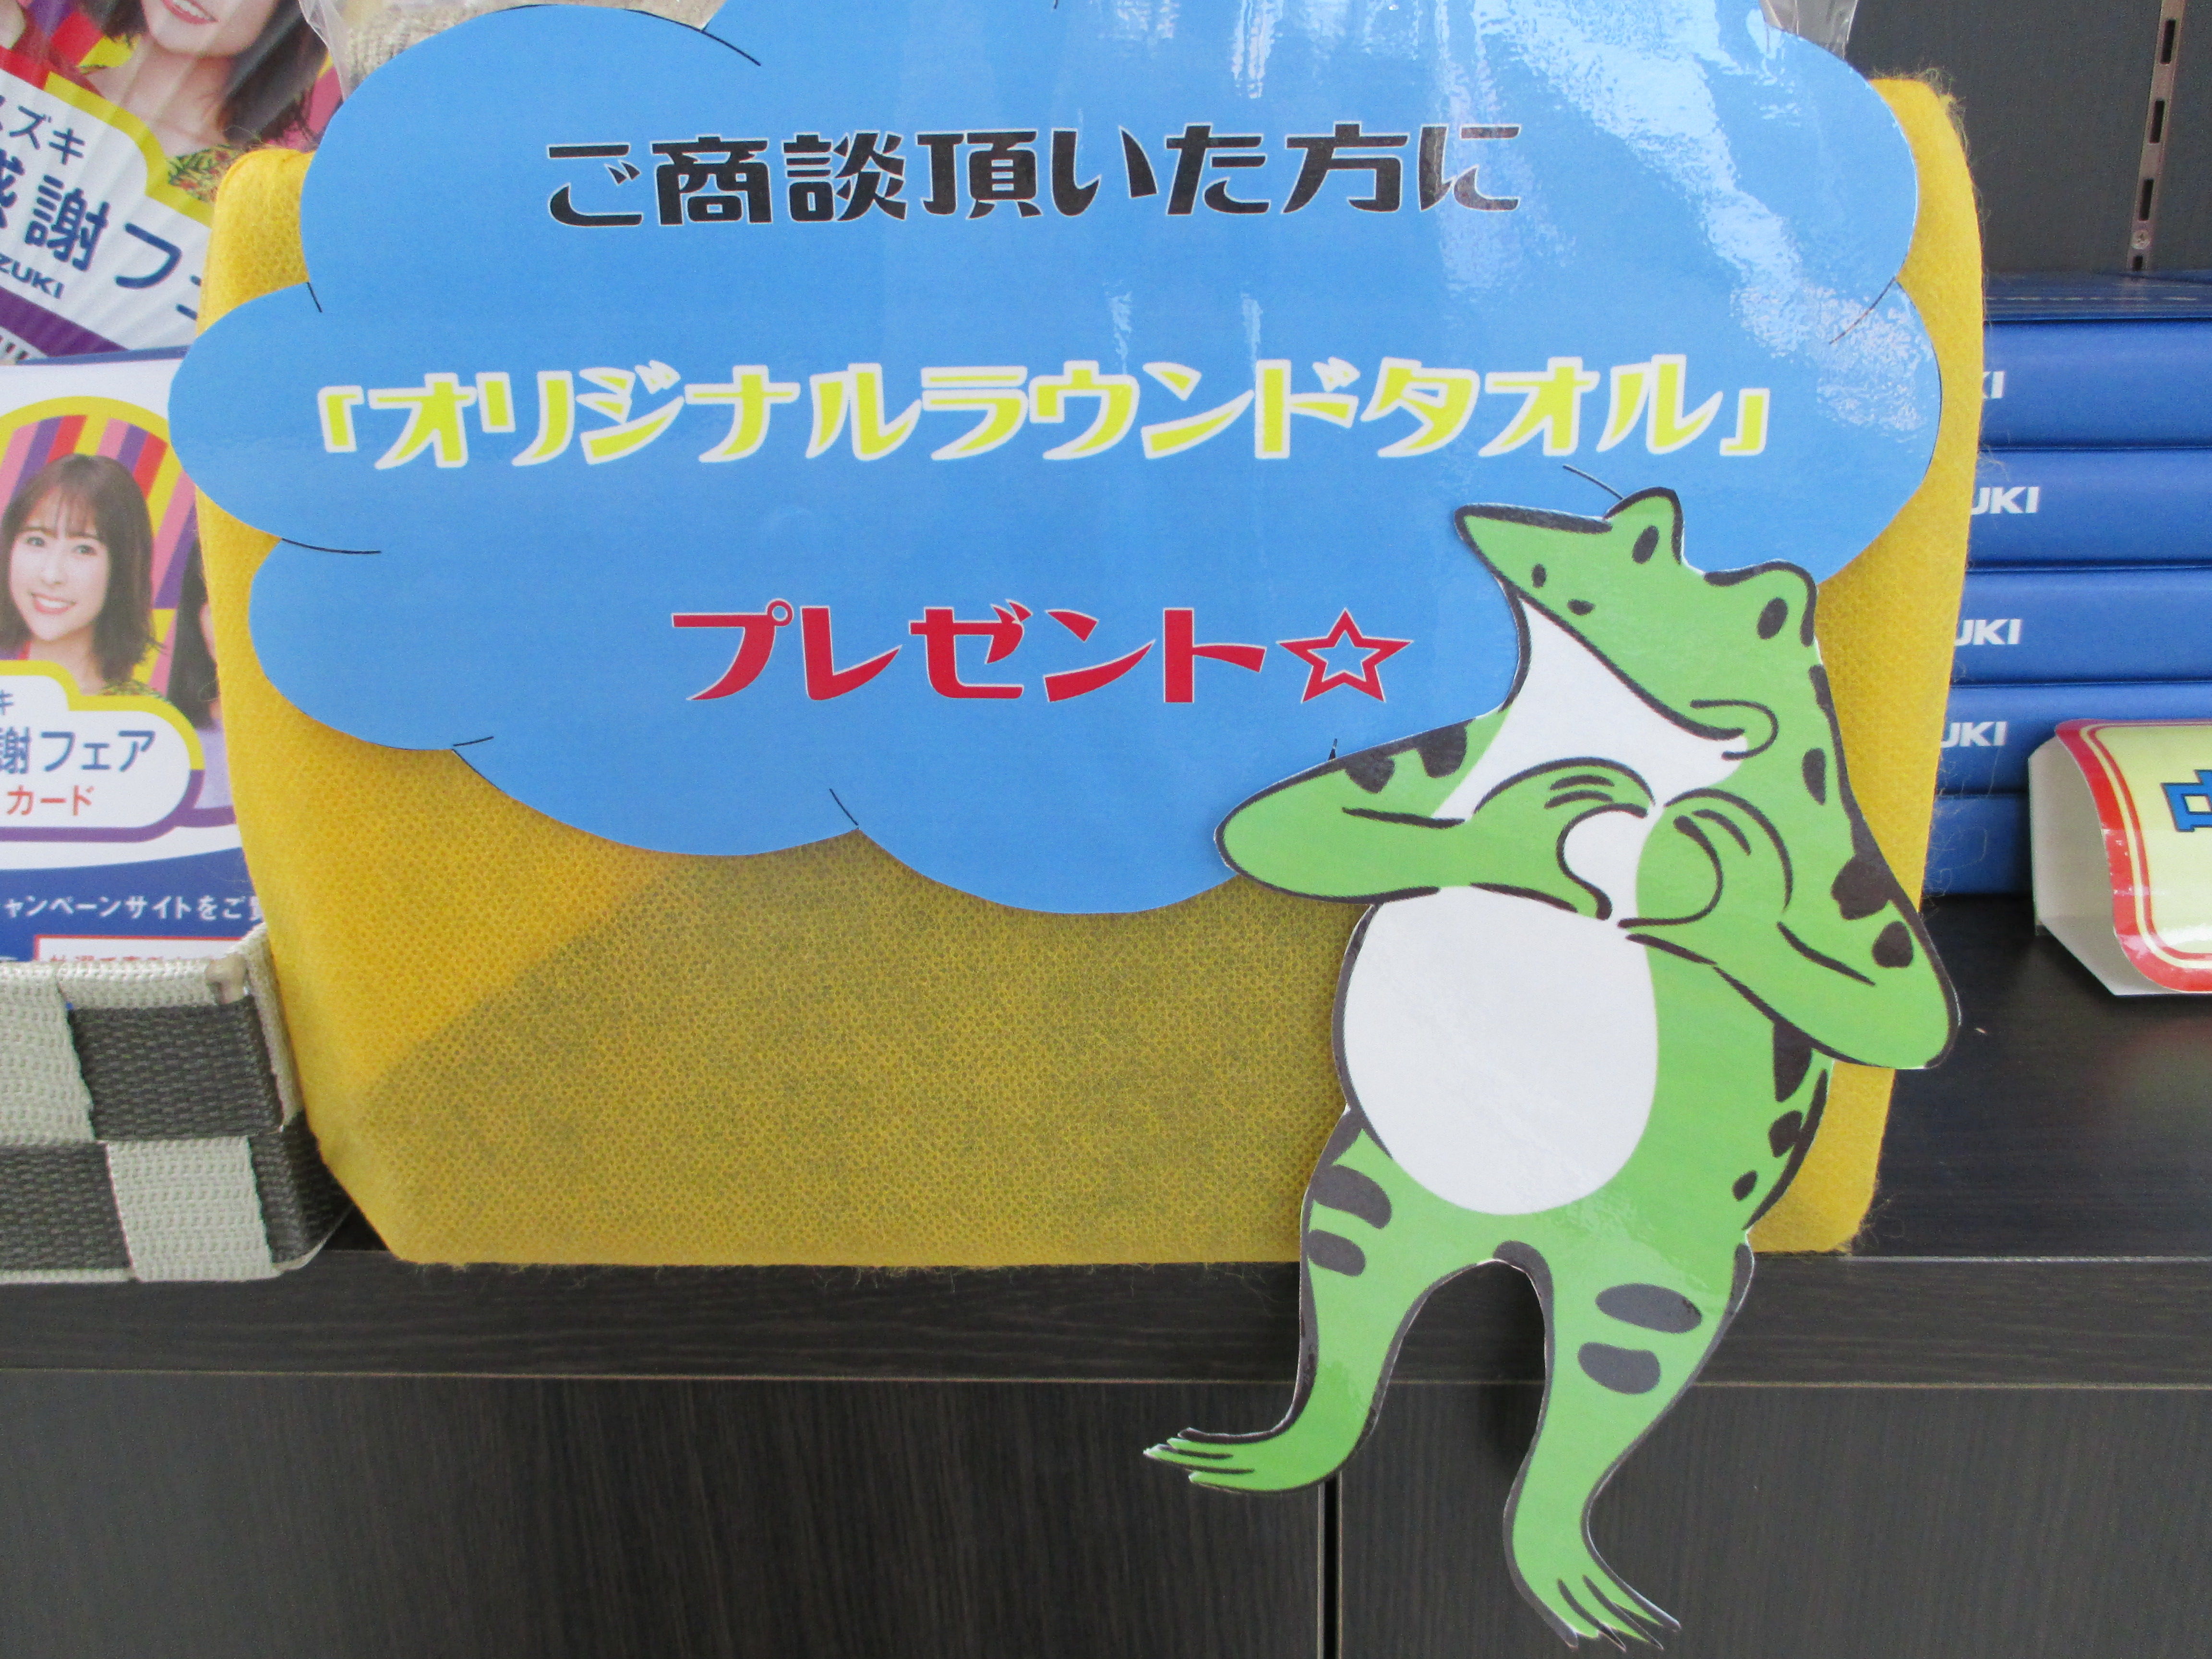 ご商談頂いた方に
「オリジナルラウンドタオル」
プレゼント☆
スズキ
感謝フェ
ZUKI
キ
謝フェア
カード
ャンペーンサイトをご
UKI
UKI
UKI